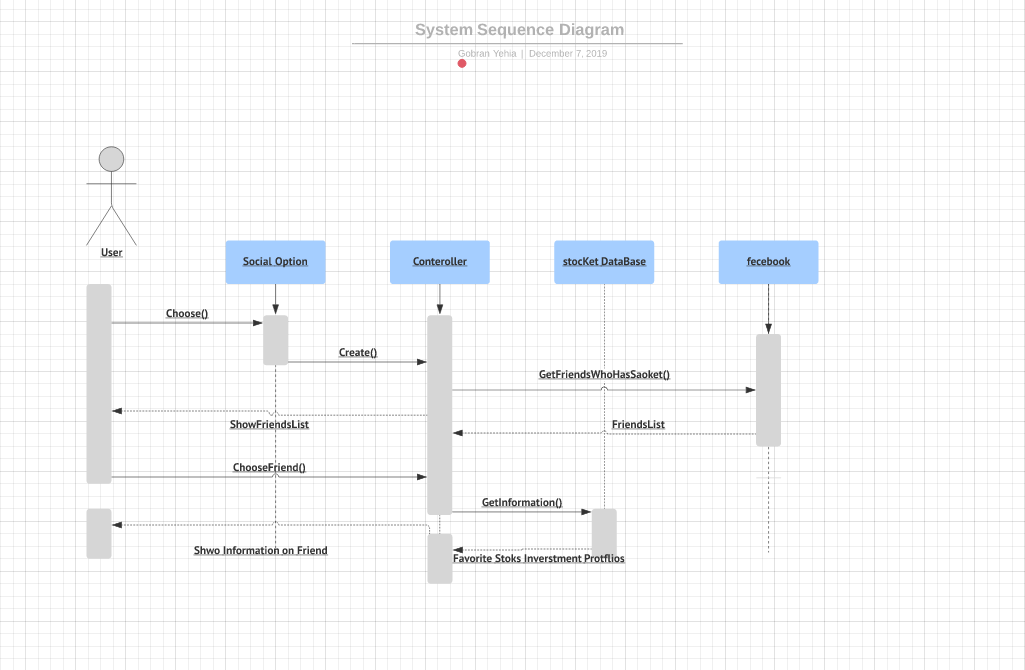 System Sequence Diagram
Gobran Yehia | December 7, 2019
User
Social Option
Conteroller
stocKet DataBase
fecebook
Choose()
Create()
GetFriendsWhoHasSaoket()
ShowFriendsList
FriendsList
ChooseFriend()
GetInformation()
Shwo Information on Friend
Favorite Stoks Inverstment Protflios